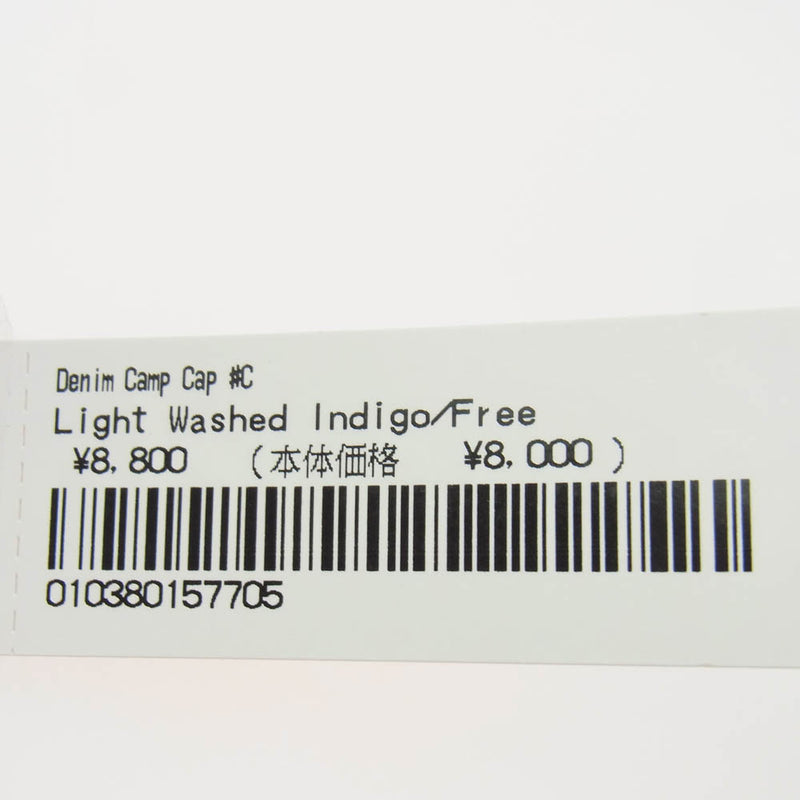 Denim Camp Cap #C
Light Washed Indigo/Free
¥8,800 (本体価格 ¥8,000)
010380157705